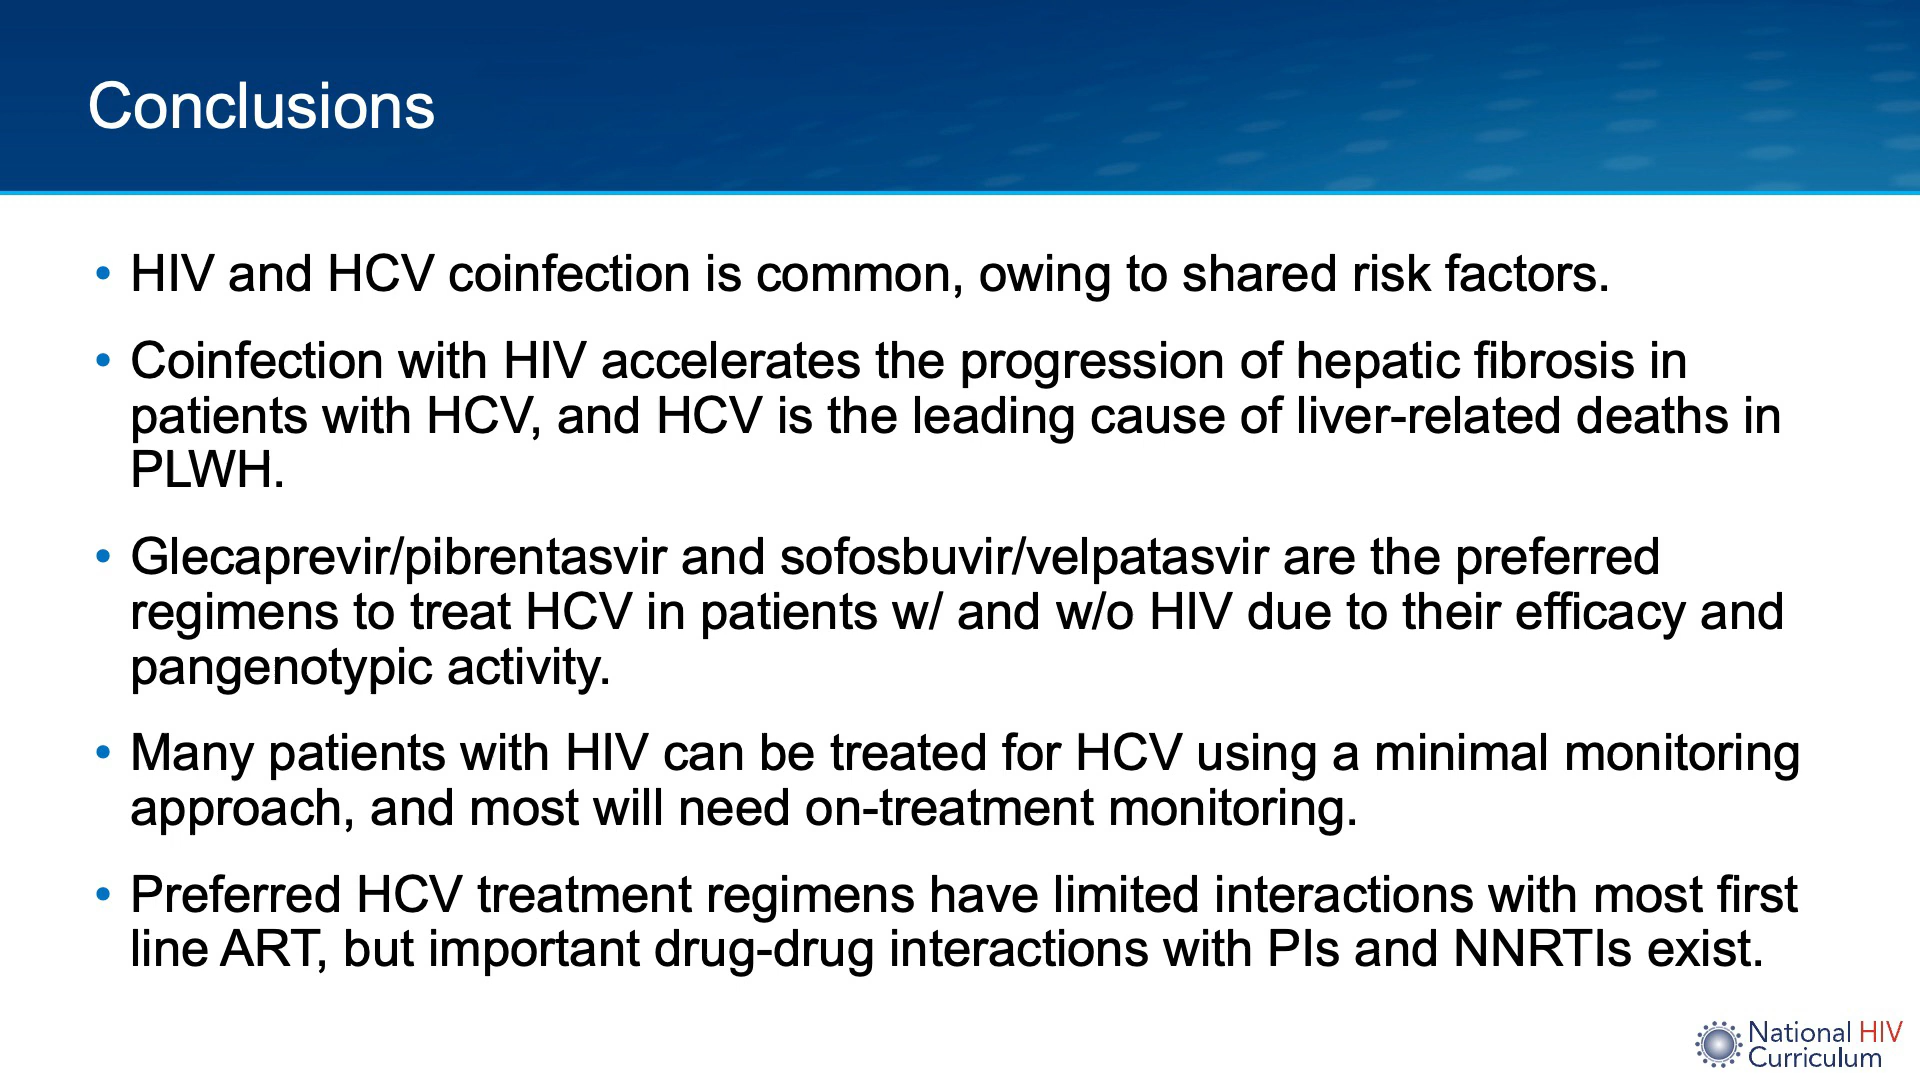 Conclusions
• HIV and HCV coinfection is common, owing to shared risk factors.
• Coinfection with HIV accelerates the progression of hepatic fibrosis in
patients with HCV, and HCV is the leading cause of liver-related deaths in
PLWH.
• Glecaprevir/pibrentasvir and sofosbuvir/velpatasvir are the preferred
regimens to treat HCV in patients w/ and w/o HIV due to their efficacy and
pangenotypic activity.
• Many patients with HIV can be treated for HCV using a minimal monitoring
approach, and most will need on-treatment monitoring.
• Preferred HCV treatment regimens have limited interactions with most first
line ART, but important drug-drug interactions with PIs and NNRTIs exist.
National HIV
Curriculum